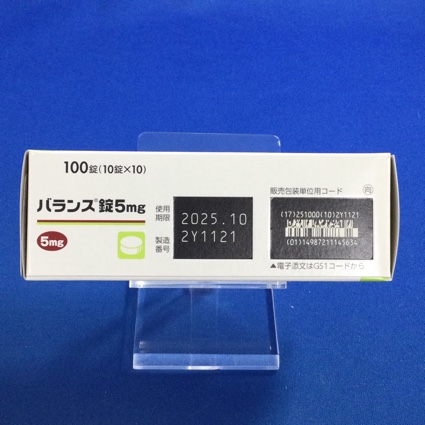 100錠(10錠×10)
バランス®錠5mg
5mg
使用
期限
2025.10
製造
番号
2Y1121
販売包装単位用コード
向
(17)251000(10)2Y1121
(01)14987211145634
▲電子添文はGS1コードから